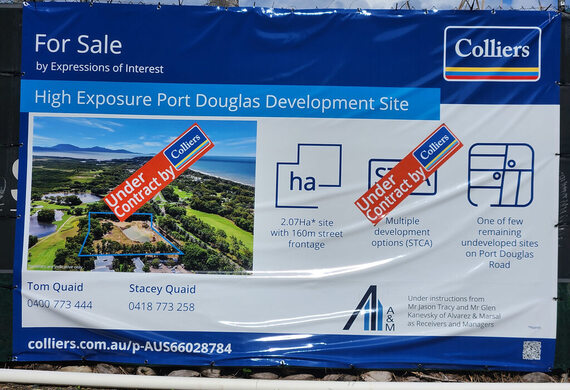 For Sale
by Expressions of Interest
Colliers
High Exposure Port Douglas Development Site
Under
Contract by
Colliers
ha
2.07Ha* site
with 160m street
frontage
STCA
Under
Contract by
Colliers
Multiple
development
options (STCA)
One of few
remaining
undeveloped sites
on Port Douglas
Road
Tom Quaid
0400 773 444
Stacey Quaid
0418 773 258
A&M
Under instructions from
Mr Jason Tracy and Mr Glen
Kanevsky of Alvarez & Marsal
as Receivers and Managers
colliers.com.au/p-AUS66028784